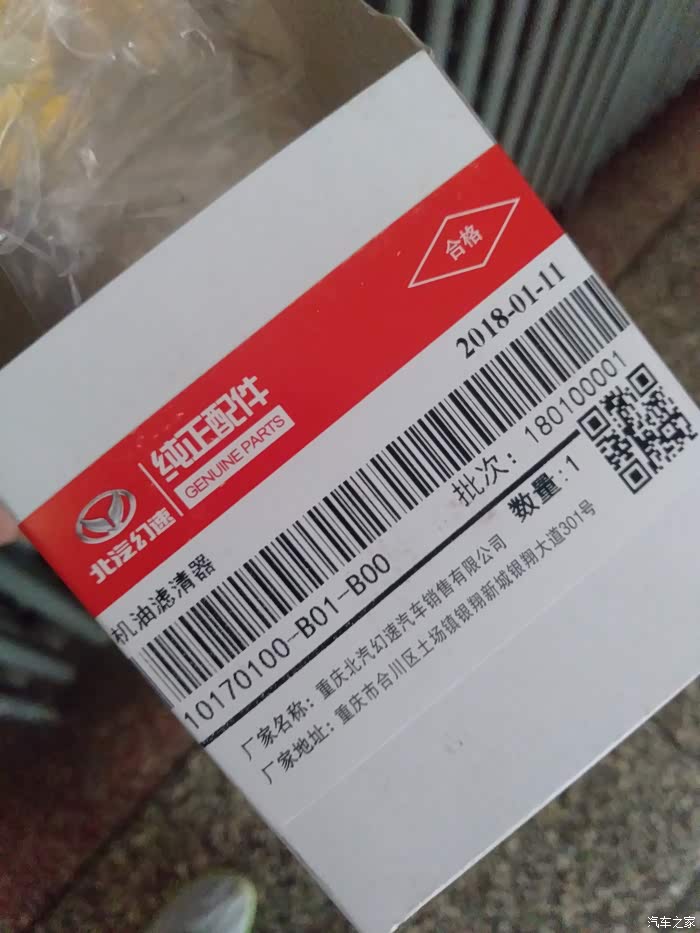 合格
2018-01-11
纯正配件
GENUINE PARTS
北汽幻速
机油滤清器
批次：180100001
10170100-B01-B00
数量：1
厂家名称：重庆北汽幻速汽车销售有限公司
厂家地址：重庆市合川区土场镇银翔新城银翔大道301号
汽车之家